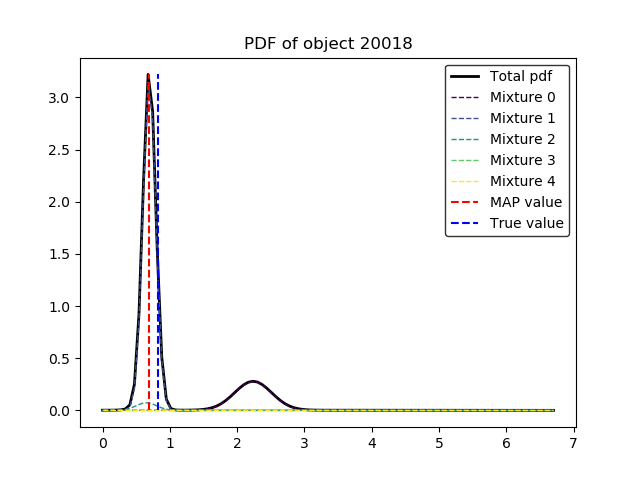 PDF of object 20018
Total pdf
Mixture 0
Mixture 1
Mixture 2
Mixture 3
Mixture 4
MAP value
True value
3.0
2.5
2.0
1.5
1.0
0.5
0.0
0 1 2 3 4 5 6 7